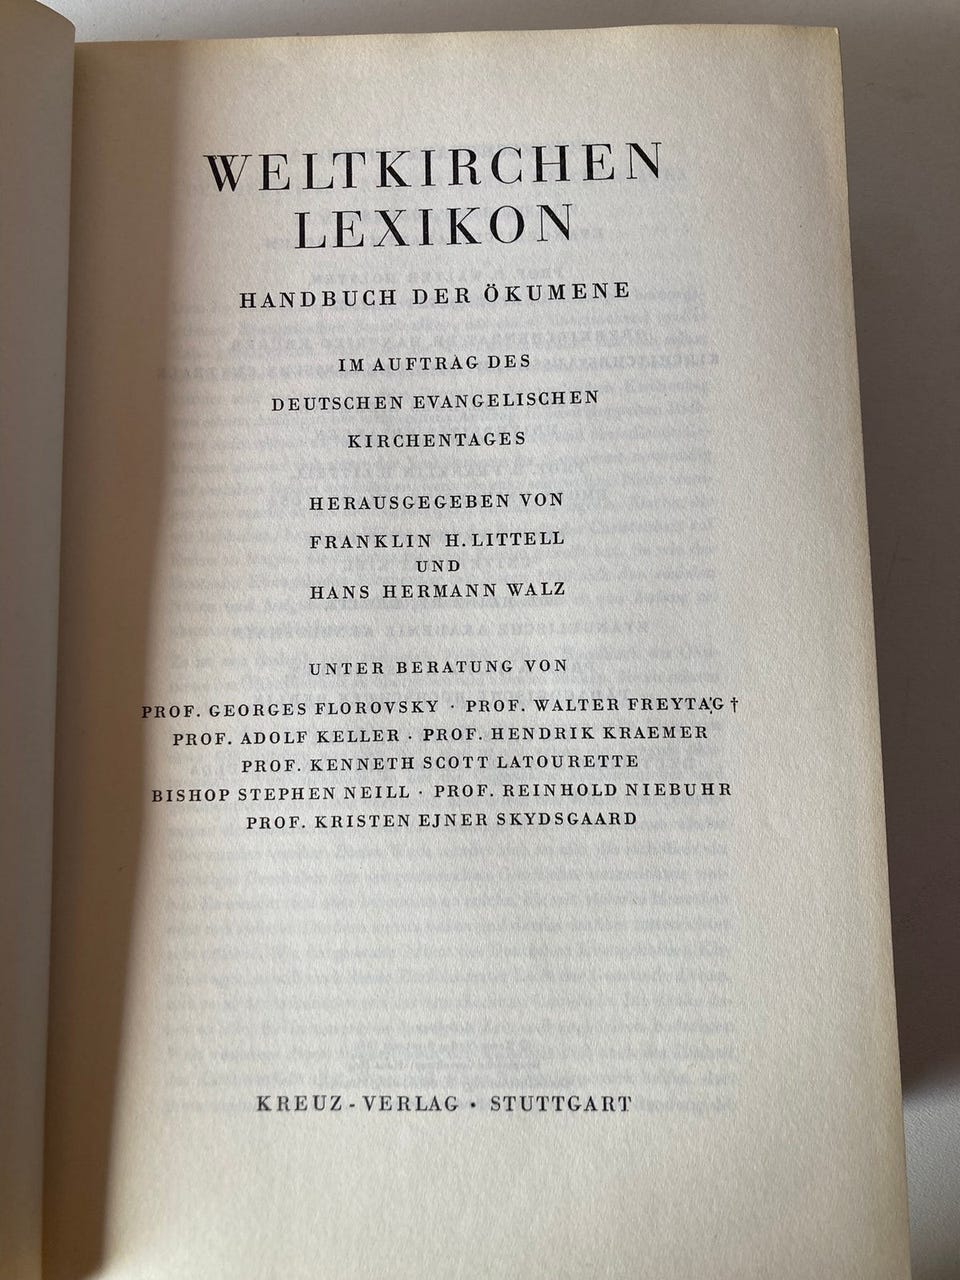 WELTKIRCHEN
LEXIKON
HANDBUCH DER ÖKUMENE
IM AUFTRAG DES
DEUTSCHEN EVANGELISCHEN
KIRCHENTAGES
HERAUSGEGEBEN VON
FRANKLIN H. LITTELL
UND
HANS HERMANN WALZ
UNTER BERATUNG VON
PROF. GEORGES FLOROVSKY · PROF. WALTER FREYTAG †
PROF. ADOLF KELLER · PROF. HENDRIK KRAEMER
PROF. KENNETH SCOTT LATOURETTE
BISHOP STEPHEN NEILL · PROF. REINHOLD NIEBUHR
PROF. KRISTEN EJNER SKYDSGAARD
KREUZ-VERLAG · STUTTGART